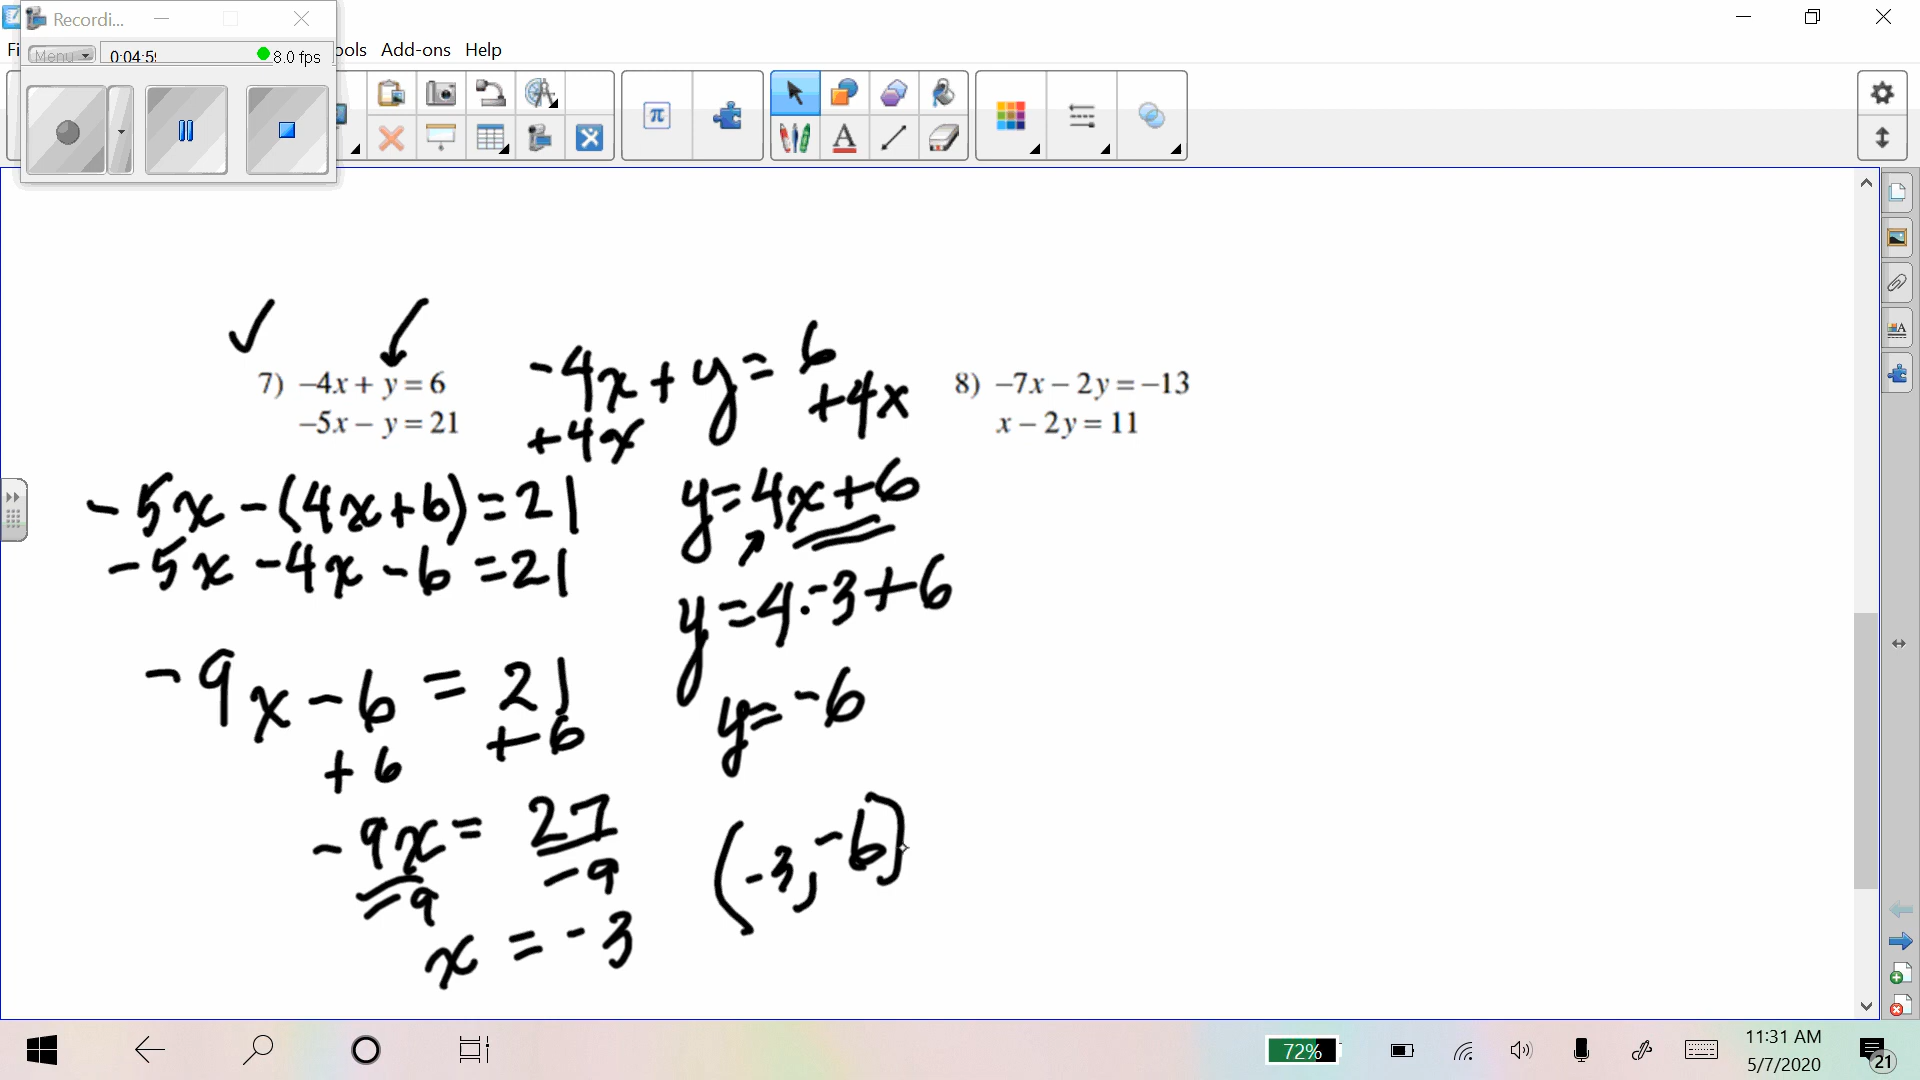 Recordi...
Menu
0:04:5
8.0 fps
Fi
ools Add-ons Help
π
A
7) −4x + y = 6
−5x − y = 21
-4x + y = 6
+4x +4x
8) −7x − 2y = −13
x − 2y = 11
-5x -(4x+6) = 21
y = 4x+6
-5x -4x - 6 = 21
y = 4·-3+6
-9x - 6 = 21
+6 +6
y = -6
-9x = 27
-9 -9
(-3, -6)
x = -3
72%
11:31 AM
5/7/2020
21